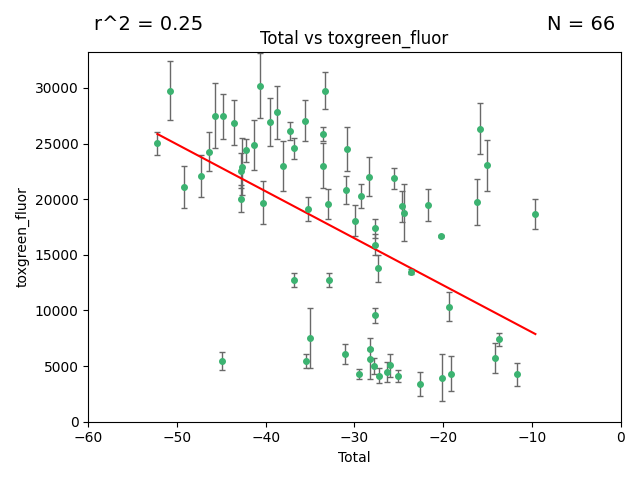 r^2 = 0.25
N = 66
Total vs toxgreen_fluor
toxgreen_fluor
30000
25000
20000
15000
10000
5000
0
−60
−50
−40
−30
−20
−10
0
Total